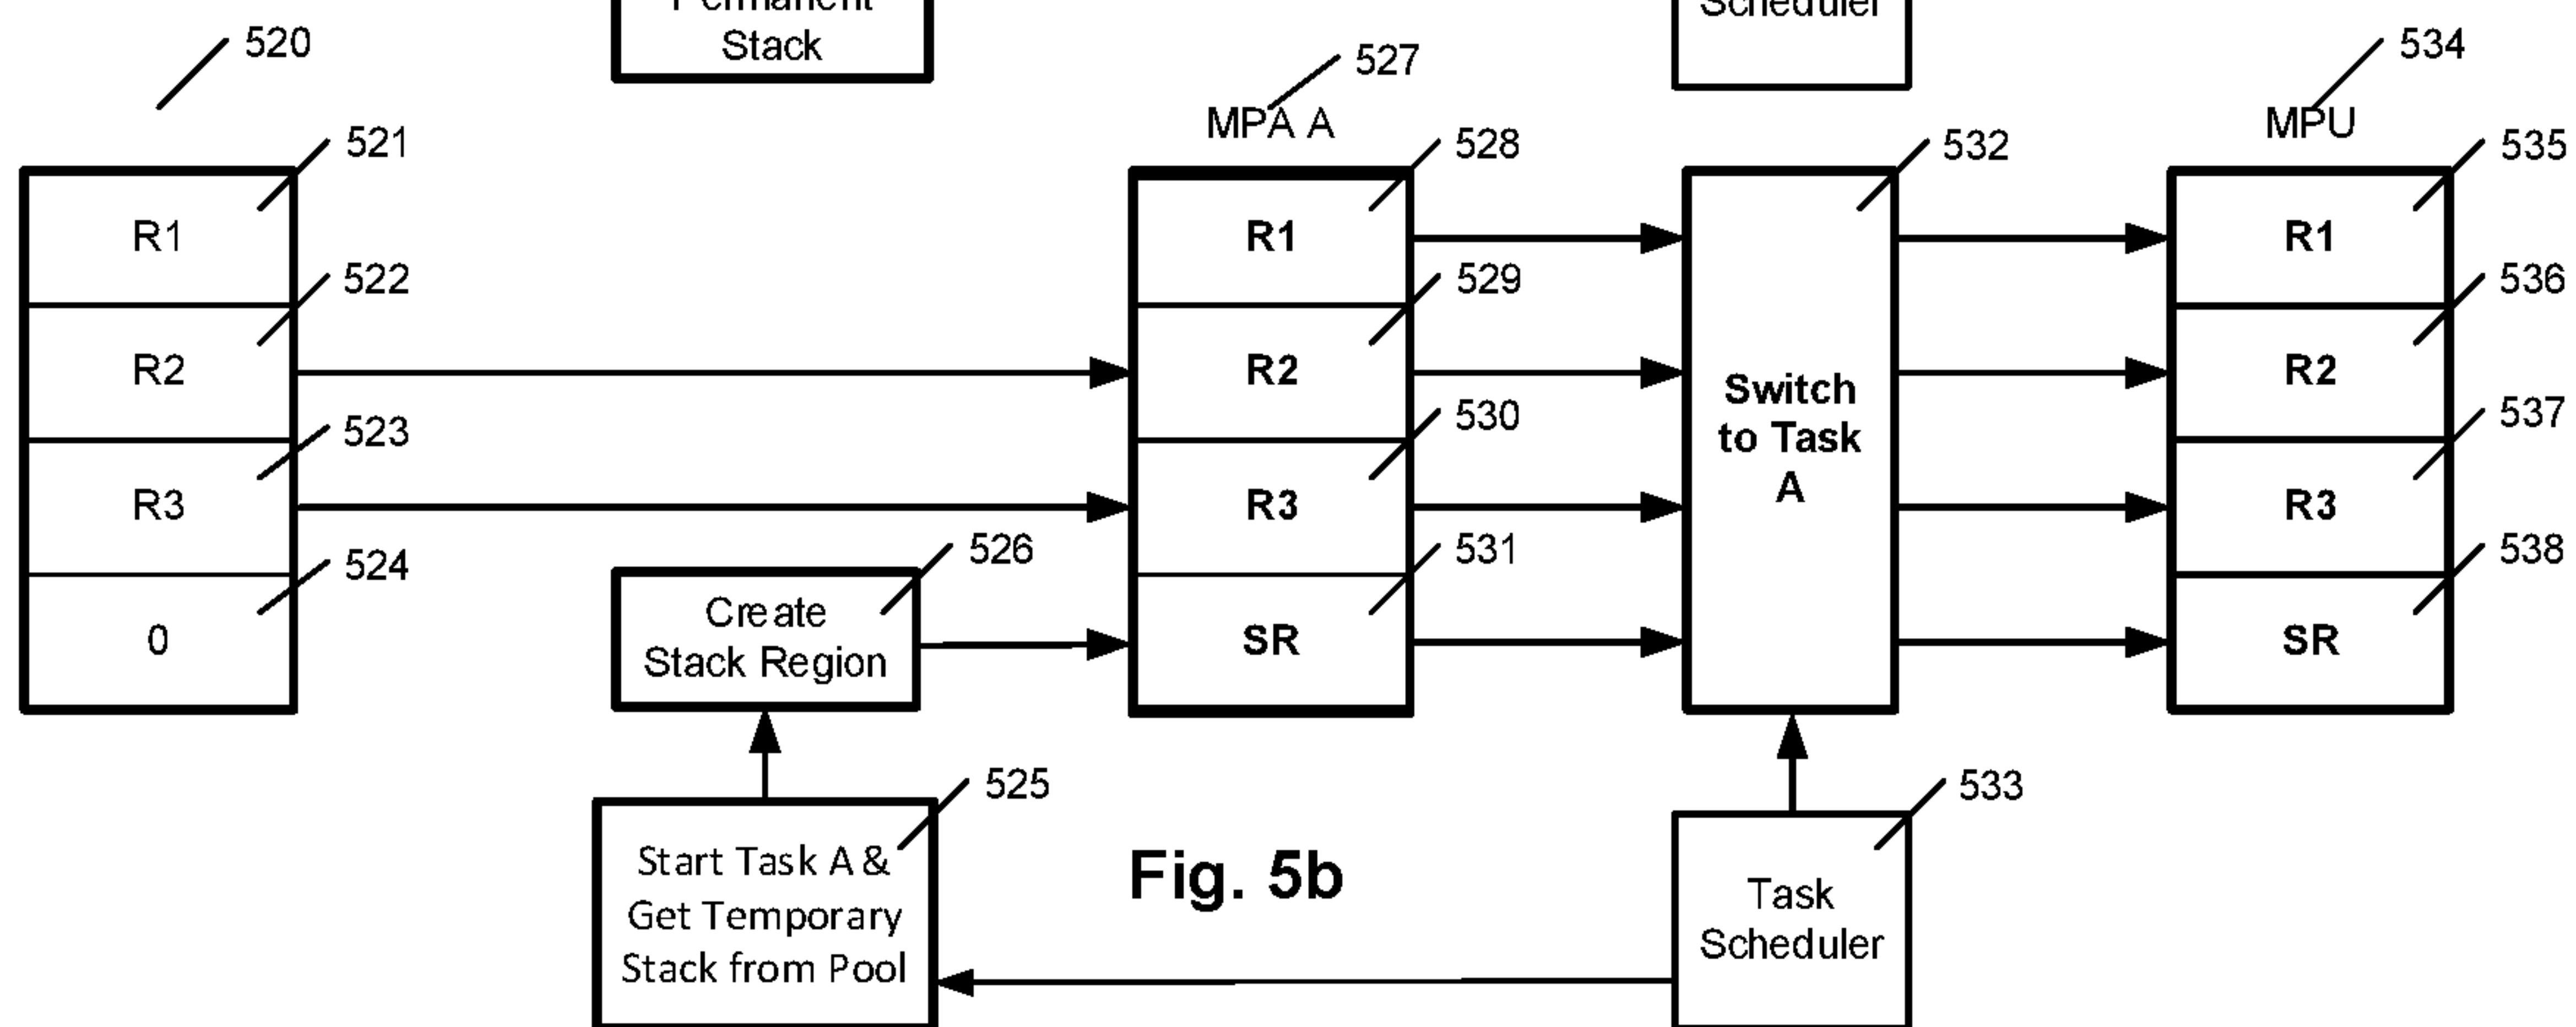 Permanent
Stack
Scheduler
520
527
534
MPA A
MPU
521
528
532
535
R1
R1
R1
522
529
536
R2
R2
Switch
to Task
A
R2
523
530
537
R3
R3
R3
524
526
531
538
0
Create
Stack Region
SR
SR
525
533
Start Task A &
Get Temporary
Stack from Pool
Fig. 5b
Task
Scheduler